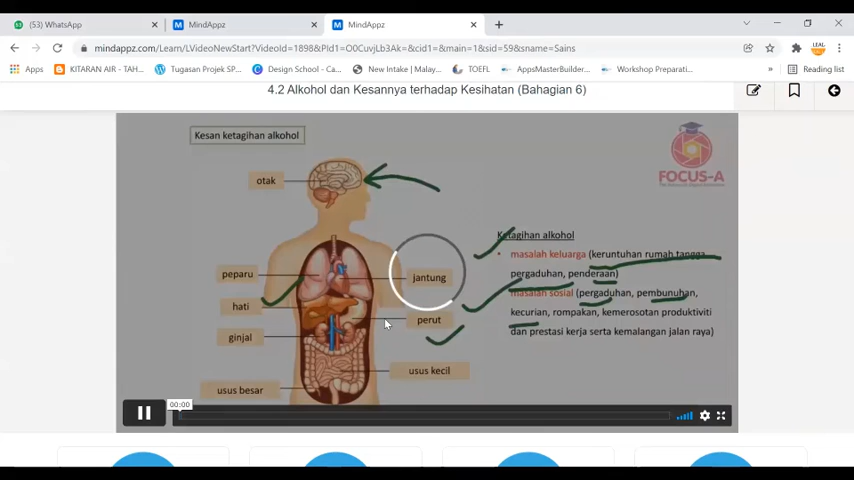 (53) WhatsApp
MindAppz
MindAppz
mindappz.com/Learn/LVideoNewStart?VideoId=1898&PId1=O0CuvjLb3Ak=&cid1=&main=1&sid=59&sname=Sains
Apps
KITARAN AIR - TAH...
Tugasan Projek SP...
Design School - Ca...
New Intake | Malay...
TOEFL
AppsMasterBuilder...
Workshop Preparati...
»
Reading list
4.2 Alkohol dan Kesannya terhadap Kesihatan (Bahagian 6)
Kesan ketagihan alkohol
FOCUS-A
otak
peparu
hati
ginjal
usus besar
jantung
perut
usus kecil
Ketagihan alkohol
• masalah keluarga (keruntuhan rumah tangga,
pergaduhan, penderaan)
• masalah sosial (pergaduhan, pembunuhan,
kecurian, rompakan, kemerosotan produktiviti
dan prestasi kerja serta kemalangan jalan raya)
00:00